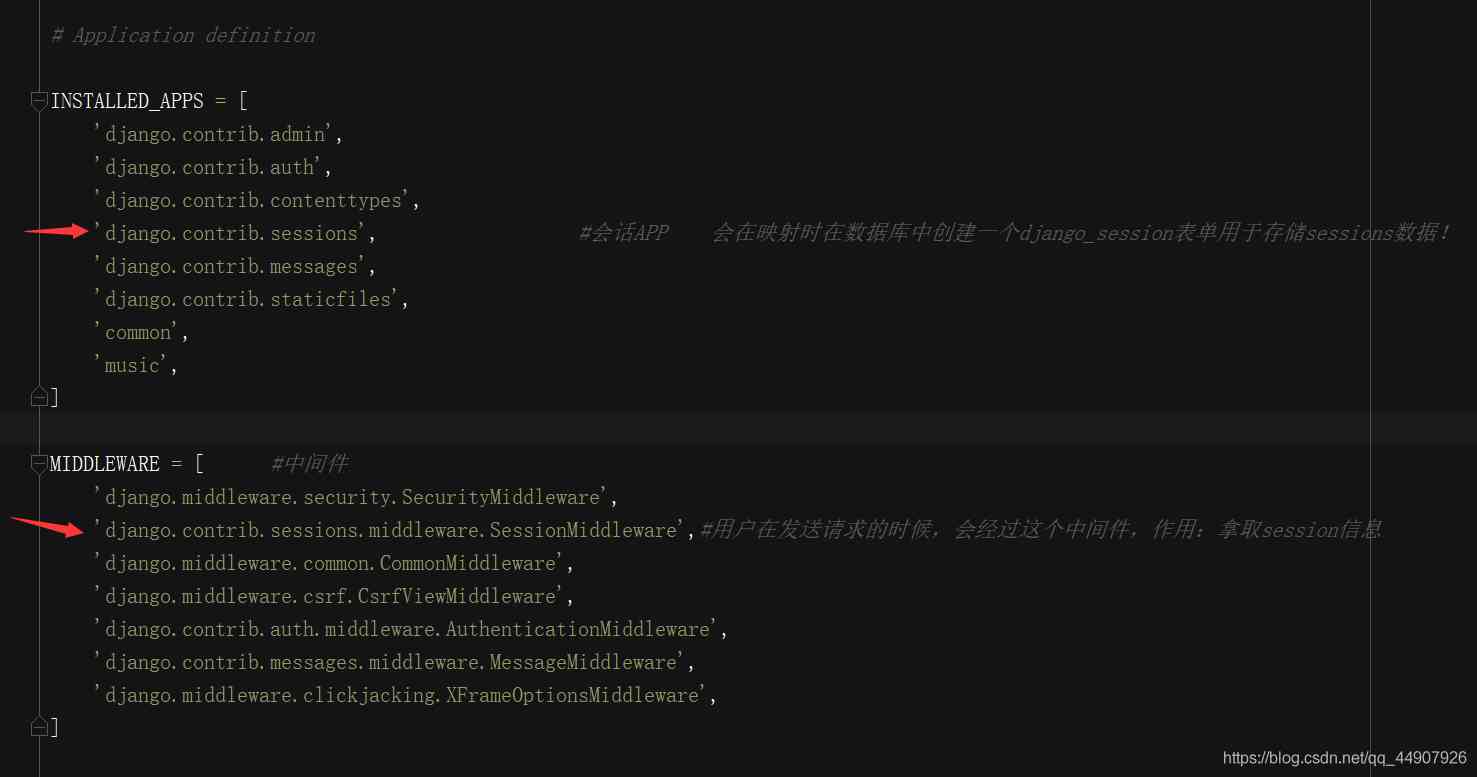 # Application definition
INSTALLED_APPS = [
'django.contrib.admin',
'django.contrib.auth',
'django.contrib.contenttypes',
'django.contrib.sessions', #会话APP 会在映射时在数据库中创建一个django_session表单用于存储sessions数据!
'django.contrib.messages',
'django.contrib.staticfiles',
'common',
'music',
]
MIDDLEWARE = [ #中间件
'django.middleware.security.SecurityMiddleware',
'django.contrib.sessions.middleware.SessionMiddleware',#用户在发送请求的时候，会经过这个中间件，作用：拿取session信息
'django.middleware.common.CommonMiddleware',
'django.middleware.csrf.CsrfViewMiddleware',
'django.contrib.auth.middleware.AuthenticationMiddleware',
'django.contrib.messages.middleware.MessageMiddleware',
'django.middleware.clickjacking.XFrameOptionsMiddleware',
]
https://blog.csdn.net/qq_44907926